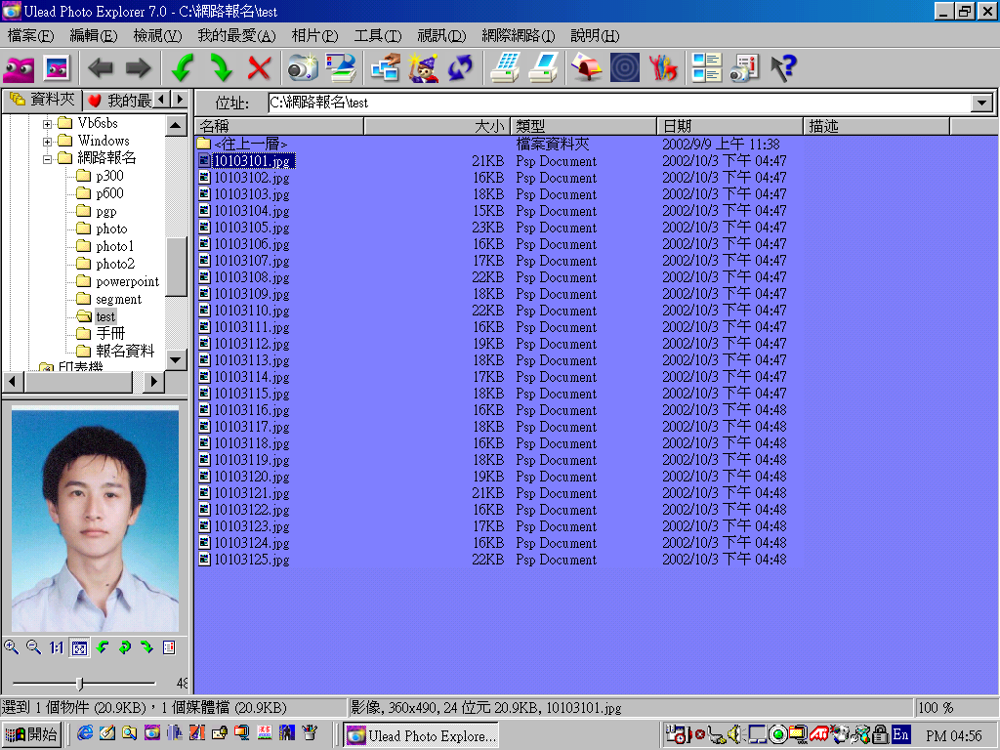 Ulead Photo Explorer 7.0 - C:\網路報名\test
檔案(F) 編輯(E) 檢視(V) 我的最愛(A) 相片(P) 工具(T) 視訊(D) 網際網路(I) 說明(H)
資料夾 我的最
位址: C:\網路報名\test
Vb6sbs
Windows
網路報名
p300
p600
pgp
photo
photo1
photo2
powerpoint
segment
test
手冊
報名資料
印表機
名稱 大小 類型 日期 描述
<往上一層> 檔案資料夾 2002/9/9 上午 11:38
10103101.jpg 21KB Psp Document 2002/10/3 下午 04:47
10103102.jpg 16KB Psp Document 2002/10/3 下午 04:47
10103103.jpg 18KB Psp Document 2002/10/3 下午 04:47
10103104.jpg 15KB Psp Document 2002/10/3 下午 04:47
10103105.jpg 23KB Psp Document 2002/10/3 下午 04:47
10103106.jpg 16KB Psp Document 2002/10/3 下午 04:47
10103107.jpg 17KB Psp Document 2002/10/3 下午 04:47
10103108.jpg 22KB Psp Document 2002/10/3 下午 04:47
10103109.jpg 18KB Psp Document 2002/10/3 下午 04:47
10103110.jpg 22KB Psp Document 2002/10/3 下午 04:47
10103111.jpg 16KB Psp Document 2002/10/3 下午 04:47
10103112.jpg 19KB Psp Document 2002/10/3 下午 04:47
10103113.jpg 18KB Psp Document 2002/10/3 下午 04:47
10103114.jpg 17KB Psp Document 2002/10/3 下午 04:47
10103115.jpg 18KB Psp Document 2002/10/3 下午 04:47
10103116.jpg 16KB Psp Document 2002/10/3 下午 04:48
10103117.jpg 18KB Psp Document 2002/10/3 下午 04:48
10103118.jpg 16KB Psp Document 2002/10/3 下午 04:48
10103119.jpg 18KB Psp Document 2002/10/3 下午 04:48
10103120.jpg 19KB Psp Document 2002/10/3 下午 04:48
10103121.jpg 21KB Psp Document 2002/10/3 下午 04:48
10103122.jpg 16KB Psp Document 2002/10/3 下午 04:48
10103123.jpg 17KB Psp Document 2002/10/3 下午 04:48
10103124.jpg 16KB Psp Document 2002/10/3 下午 04:48
10103125.jpg 22KB Psp Document 2002/10/3 下午 04:48
1:1
48
選到 1 個物件 (20.9KB)，1 個媒體檔 (20.9KB) 影像, 360x490, 24 位元 20.9KB, 10103101.jpg 100 %
開始 Ulead Photo Explore... En PM 04:56